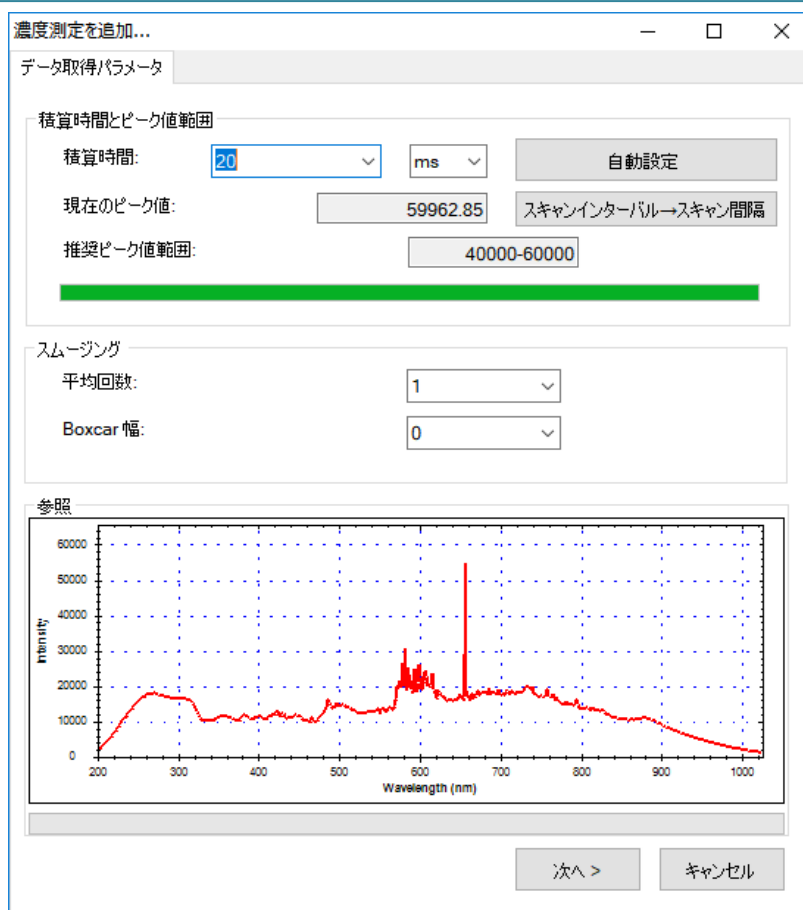 濃度測定を追加...
データ取得パラメータ
積算時間とピーク値範囲
積算時間: 20 ms 自動設定
現在のピーク値: 59962.85 スキャンインターバル→スキャン間隔
推奨ピーク値範囲: 40000-60000
スムージング
平均回数: 1
Boxcar 幅: 0
参照
60000
50000
40000
30000
20000
10000
0
Intensity
200 300 400 500 600 700 800 900 1000
Wavelength (nm)
次へ > キャンセル